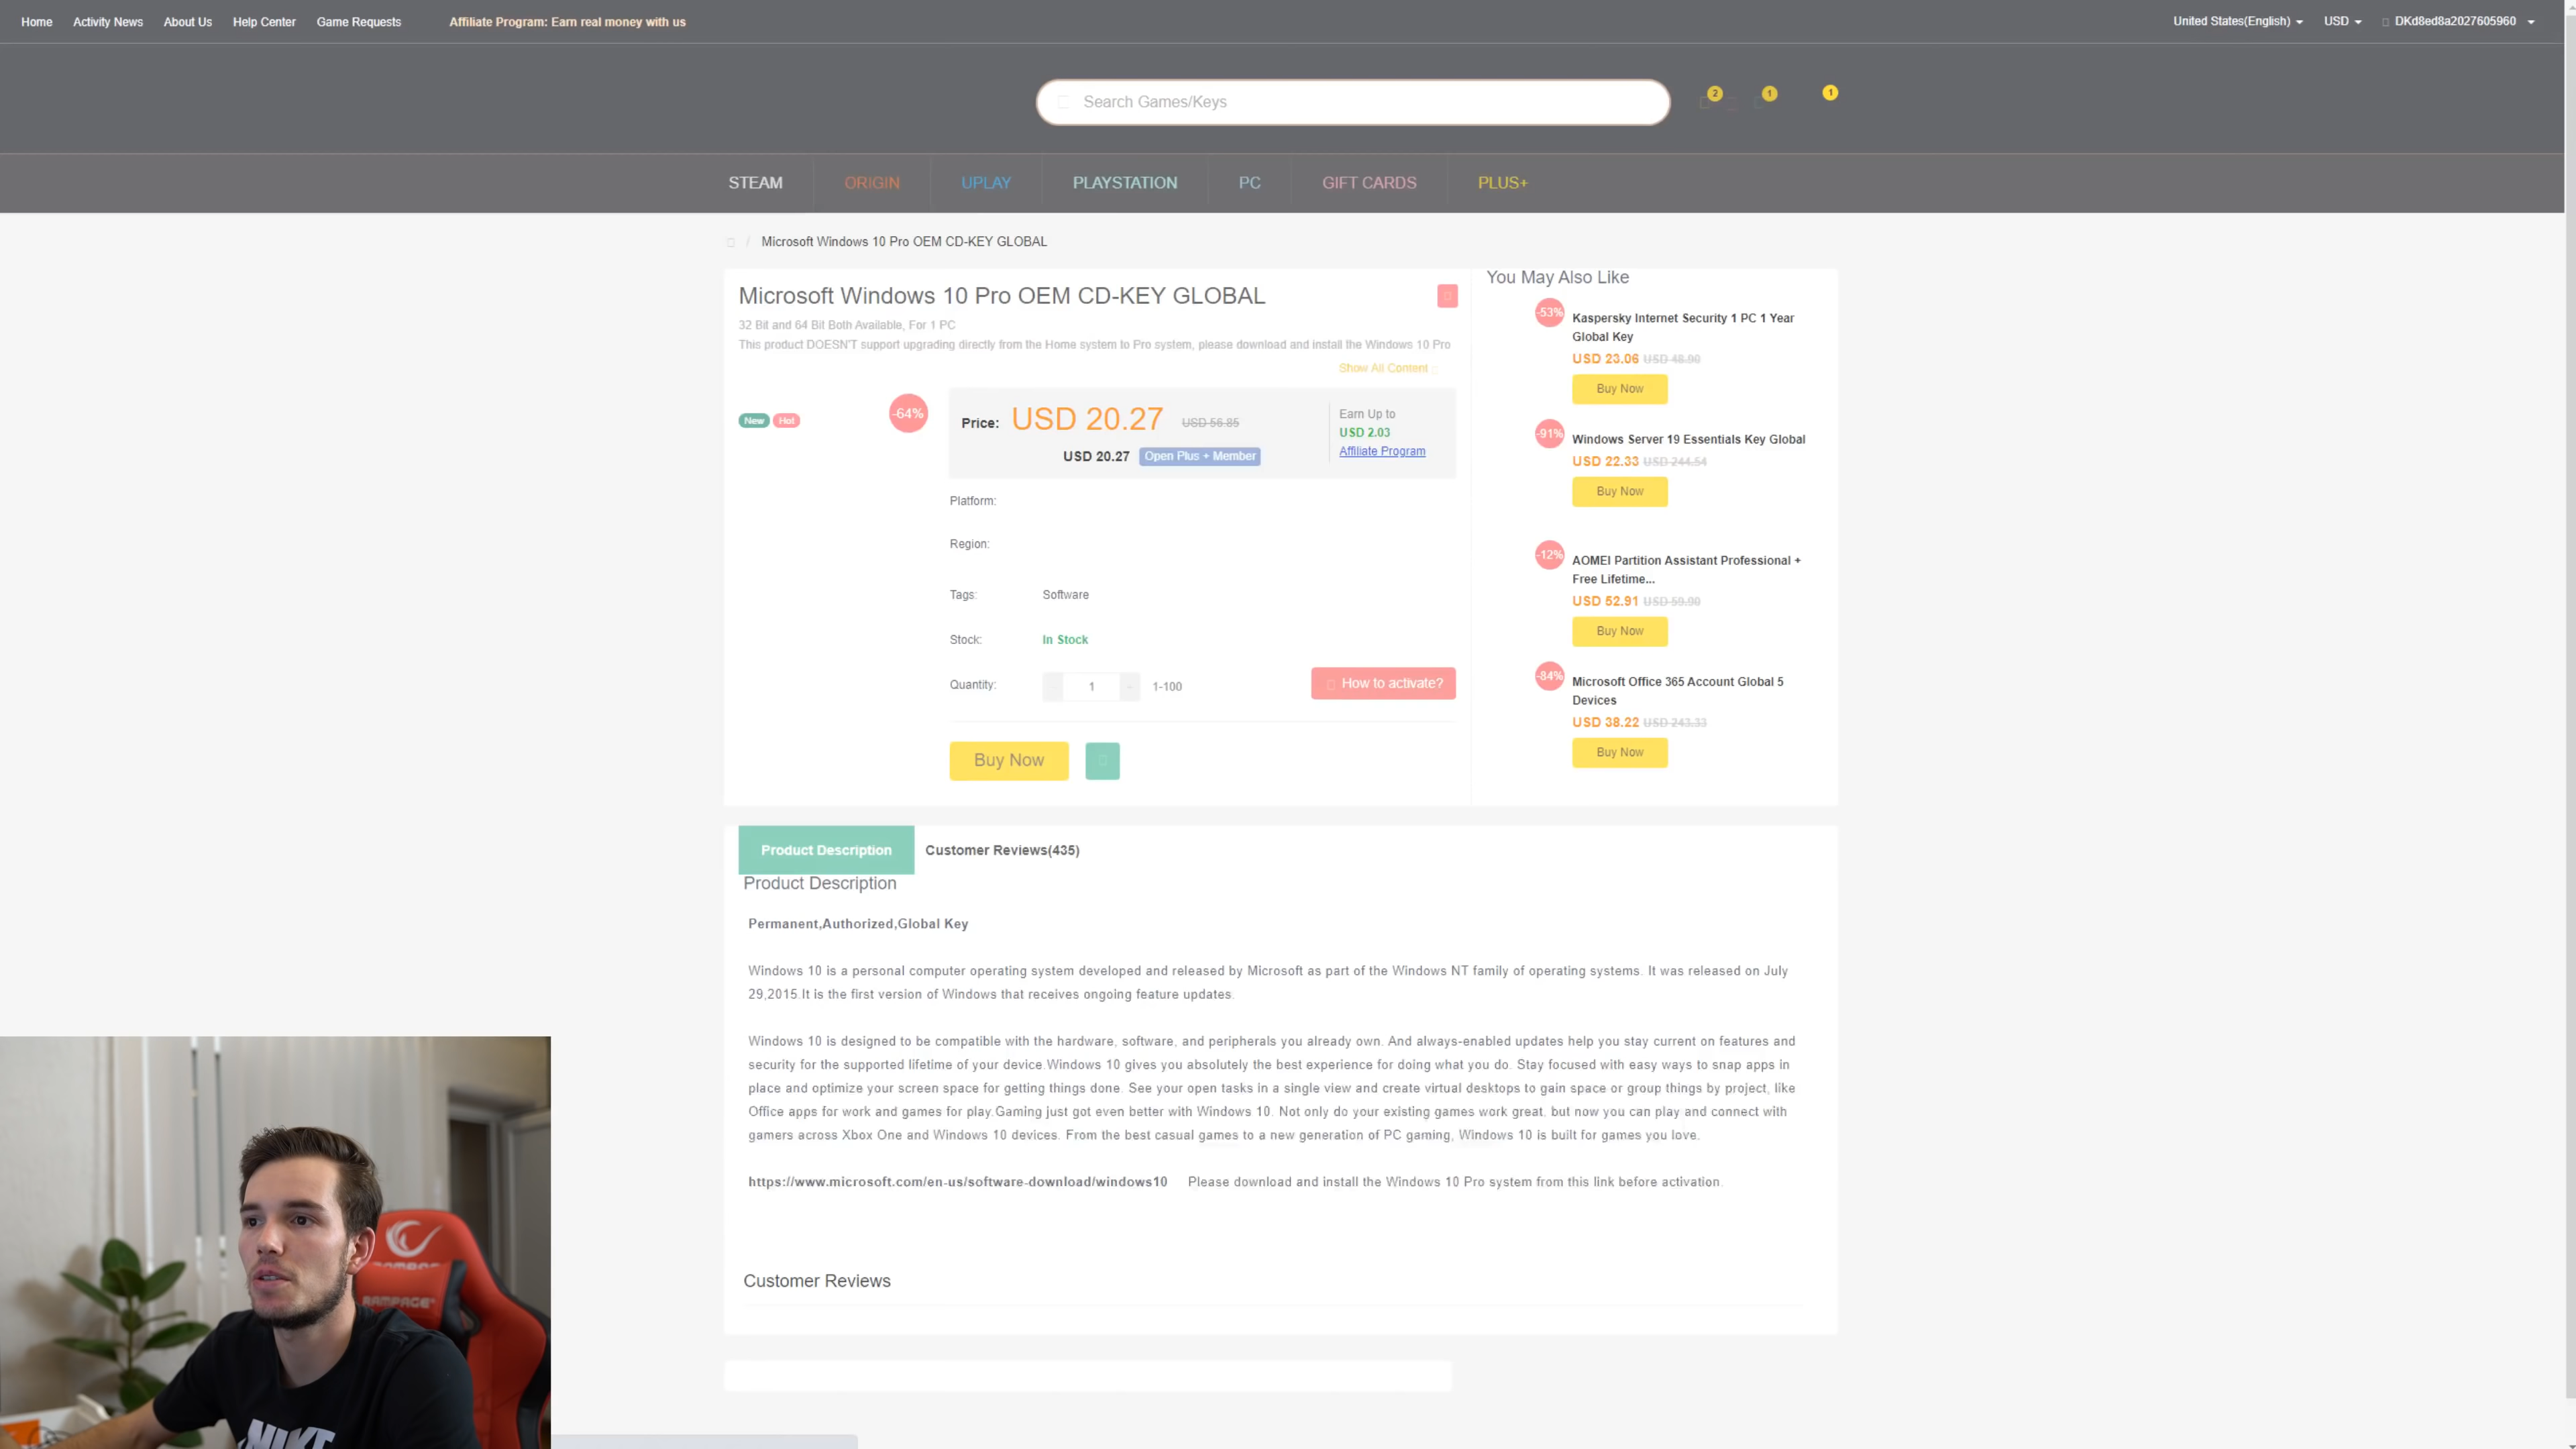 Home Activity News About Us Help Center Game Requests Affiliate Program: Earn real money with us United States(English) USD DKd8ed8a2027605960
Search Games/Keys 2 1 1
STEAM ORIGIN UPLAY PLAYSTATION PC GIFT CARDS PLUS+
/ Microsoft Windows 10 Pro OEM CD-KEY GLOBAL
Microsoft Windows 10 Pro OEM CD-KEY GLOBAL
32 Bit and 64 Bit Both Available, For 1 PC
This product DOESN'T support upgrading directly from the Home system to Pro system, please download and install the Windows 10 Pro
Show All Content
New Hot -64%
Price: USD 20.27 USD 56.85
USD 20.27 Open Plus + Member
Earn Up to
USD 2.03
Affiliate Program
Platform:
Region:
Tags: Software
Stock: In Stock
Quantity: 1 1-100 How to activate?
Buy Now
You May Also Like
-53% Kaspersky Internet Security 1 PC 1 Year
Global Key
USD 23.06 USD 48.90
Buy Now
-91% Windows Server 19 Essentials Key Global
USD 22.33 USD 244.54
Buy Now
-12% AOMEI Partition Assistant Professional +
Free Lifetime...
USD 52.91 USD 59.90
Buy Now
-84% Microsoft Office 365 Account Global 5
Devices
USD 38.22 USD 243.33
Buy Now
Product Description Customer Reviews(435)
Product Description
Permanent,Authorized,Global Key
Windows 10 is a personal computer operating system developed and released by Microsoft as part of the Windows NT family of operating systems. It was released on July
29,2015.It is the first version of Windows that receives ongoing feature updates.
Windows 10 is designed to be compatible with the hardware, software, and peripherals you already own. And always-enabled updates help you stay current on features and
security for the supported lifetime of your device.Windows 10 gives you absolutely the best experience for doing what you do. Stay focused with easy ways to snap apps in
place and optimize your screen space for getting things done. See your open tasks in a single view and create virtual desktops to gain space or group things by project, like
Office apps for work and games for play.Gaming just got even better with Windows 10. Not only do your existing games work great, but now you can play and connect with
gamers across Xbox One and Windows 10 devices. From the best casual games to a new generation of PC gaming, Windows 10 is built for games you love.
https://www.microsoft.com/en-us/software-download/windows10 Please download and install the Windows 10 Pro system from this link before activation.
Customer Reviews
RAMPAGE
NIKE